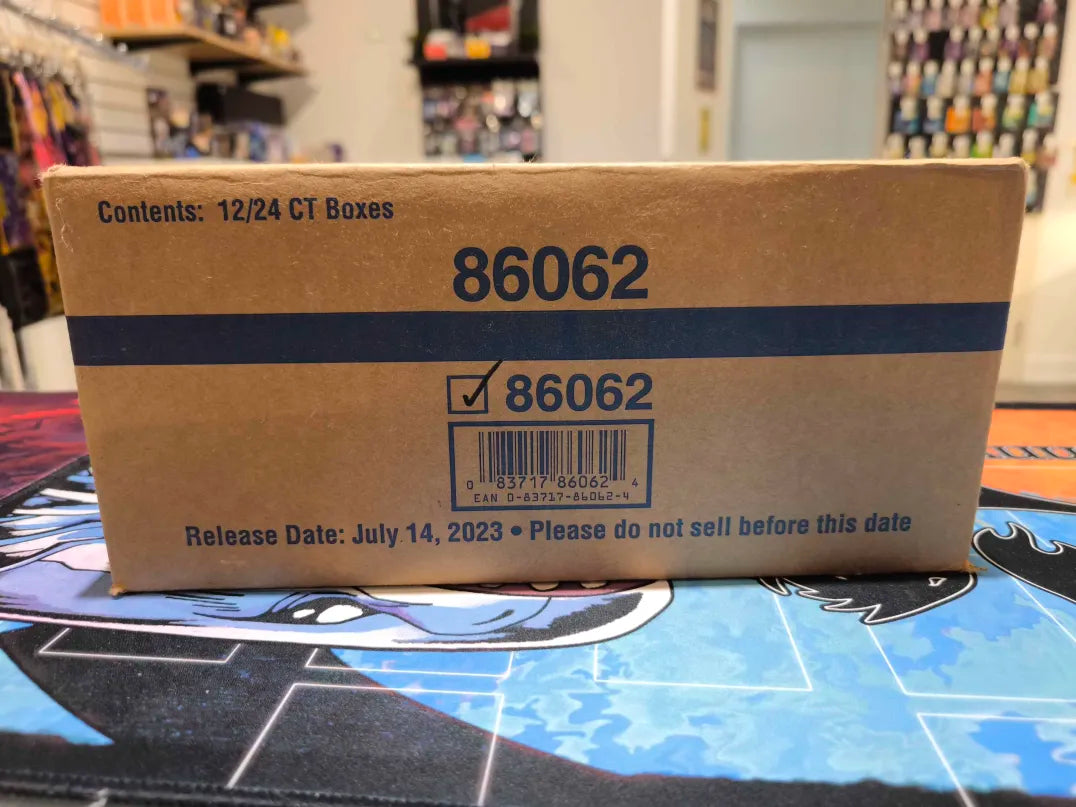 Contents: 12/24 CT Boxes
86062
86062
0 83717 86062 4
EAN 0-83717-86062-4
Release Date: July 14, 2023 • Please do not sell before this date